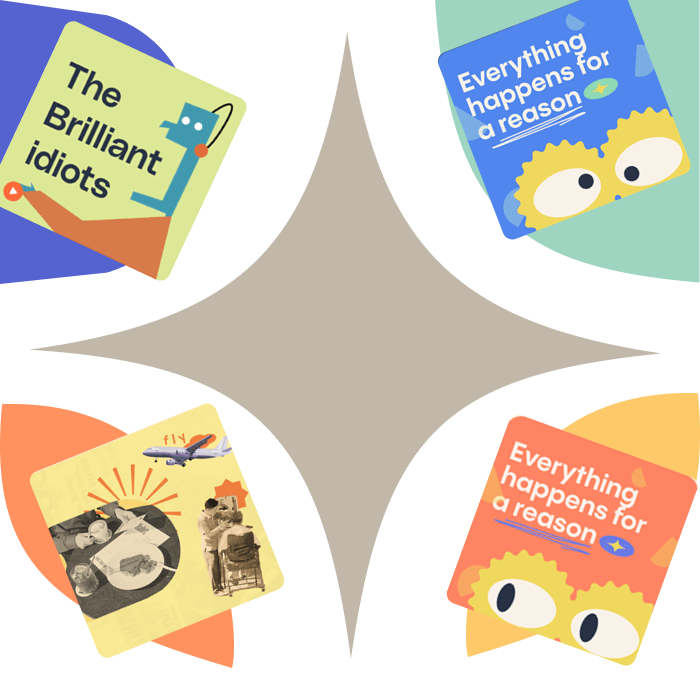 The
Brilliant
idiots
Everything
happens for
a reason
fly
Everything
happens for
a reason